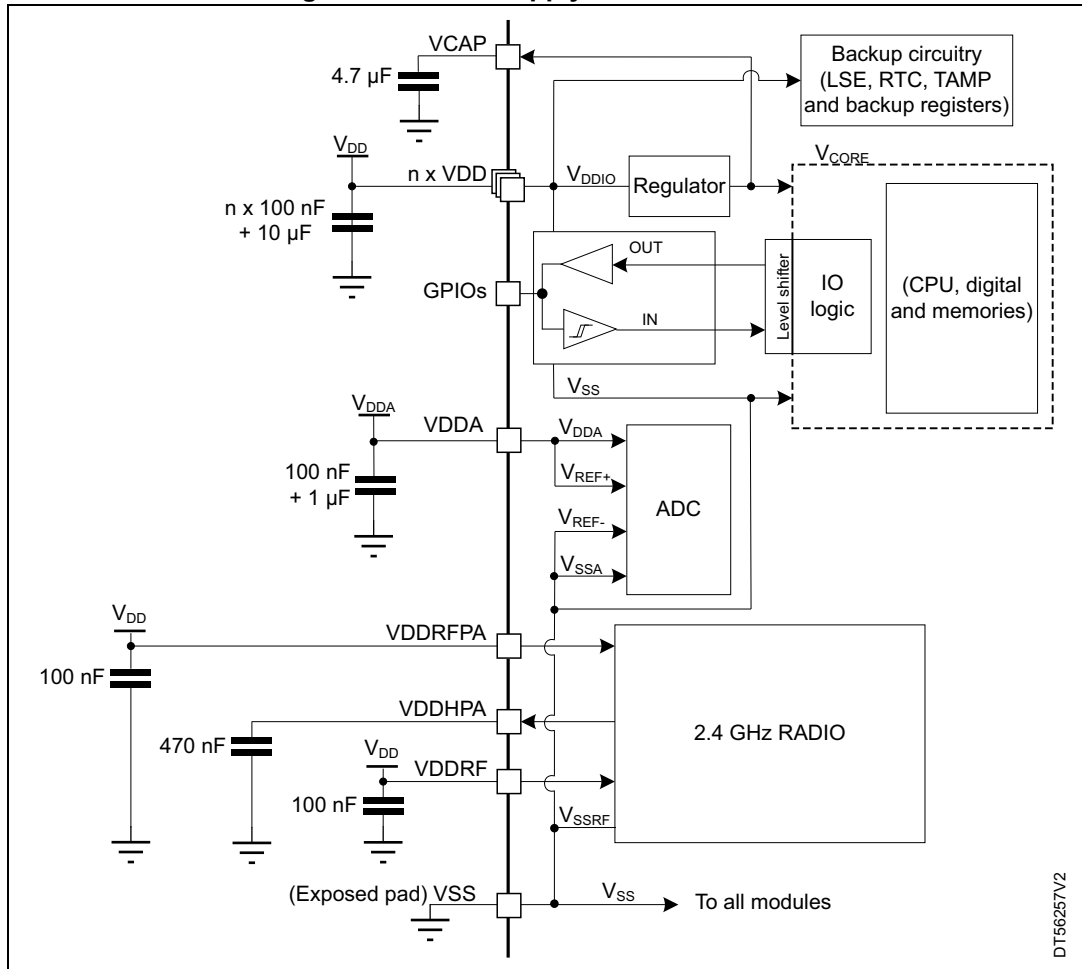 VCAP
4.7 µF
Backup circuitry
(LSE, RTC, TAMP
and backup registers)
VDD
n x VDD
VDDIO
Regulator
VCORE
n x 100 nF
+ 10 µF
OUT
GPIOs
IN
Level shifter
IO
logic
(CPU, digital
and memories)
VSS
VDDA
VDDA
VDDA
VREF+
100 nF
+ 1 µF
ADC
VREF-
VSSA
VDD
VDDRFPA
100 nF
VDDHPA
2.4 GHz RADIO
470 nF
VDD
VDDRF
100 nF
VSSRF
(Exposed pad) VSS
VSS
To all modules
DT56257V2